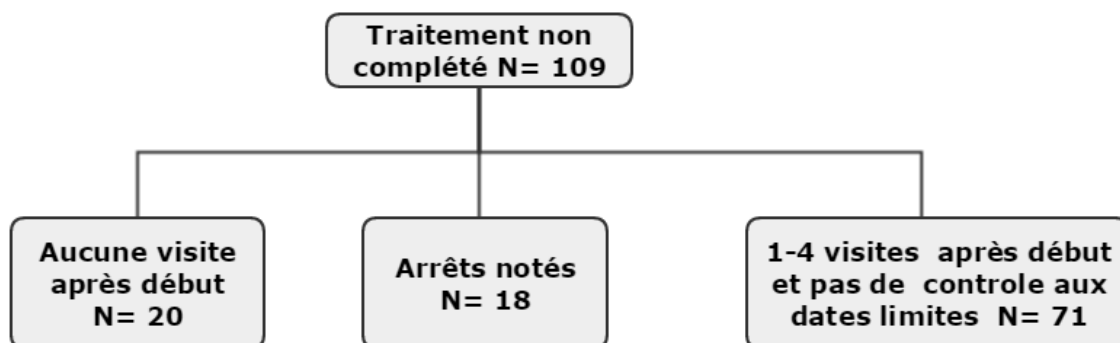 Traitement non
complété N= 109
Aucune visite
après début
N= 20
Arrêts notés
N= 18
1-4 visites après début
et pas de controle aux
dates limites N= 71